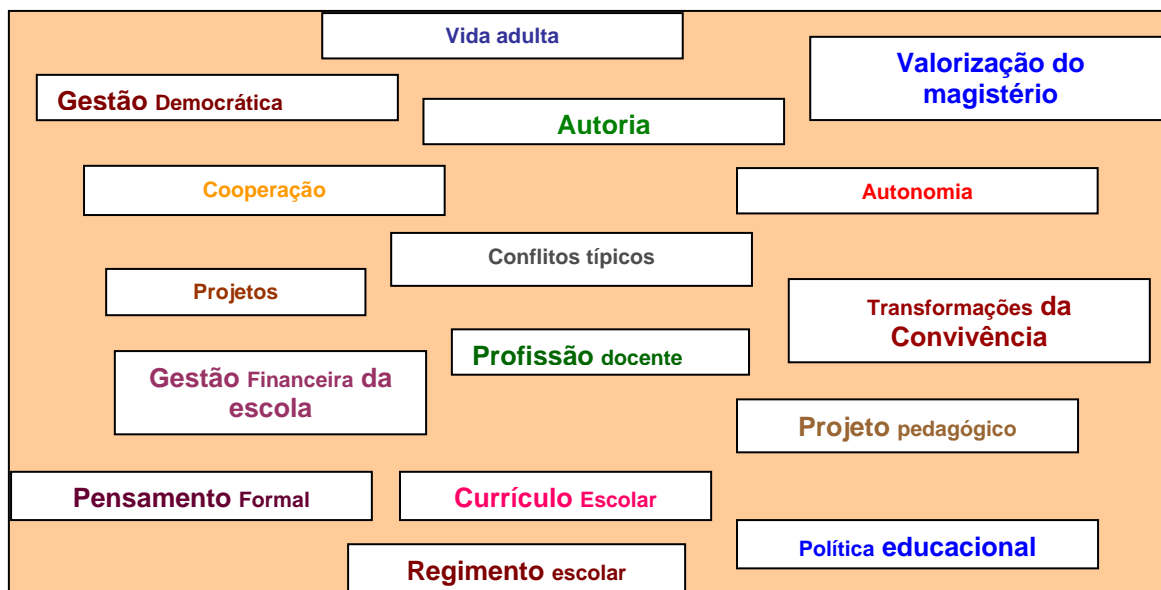 Vida adulta
Valorização do
magistério
Gestão Democrática
Autoria
Cooperação
Autonomia
Conflitos típicos
Projetos
Transformações da
Convivência
Profissão docente
Gestão Financeira da
escola
Projeto pedagógico
Pensamento Formal
Currículo Escolar
Política educacional
Regimento escolar